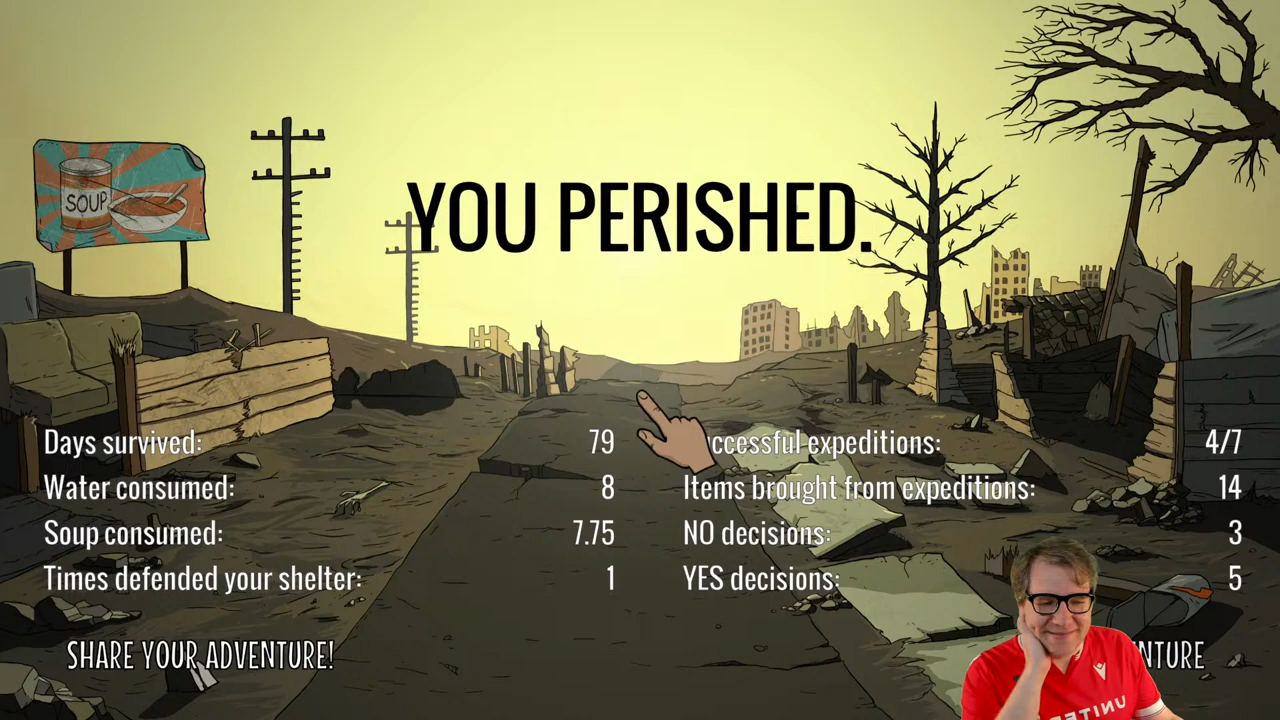 SOUP
YOU PERISHED.
Days survived: 79
Water consumed: 8
Soup consumed: 7.75
Times defended your shelter: 1
uccessful expeditions: 4/7
Items brought from expeditions: 14
NO decisions: 3
YES decisions: 5
SHARE YOUR ADVENTURE!
NTURE